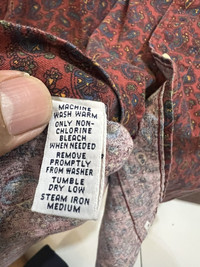 MACHINE
WASH WARM
ONLY NON-
CHLORINE
BLEACH
WHEN NEEDED
REMOVE
PROMPTLY
FROM WASHER
TUMBLE
DRY LOW
STEAM IRON
MEDIUM